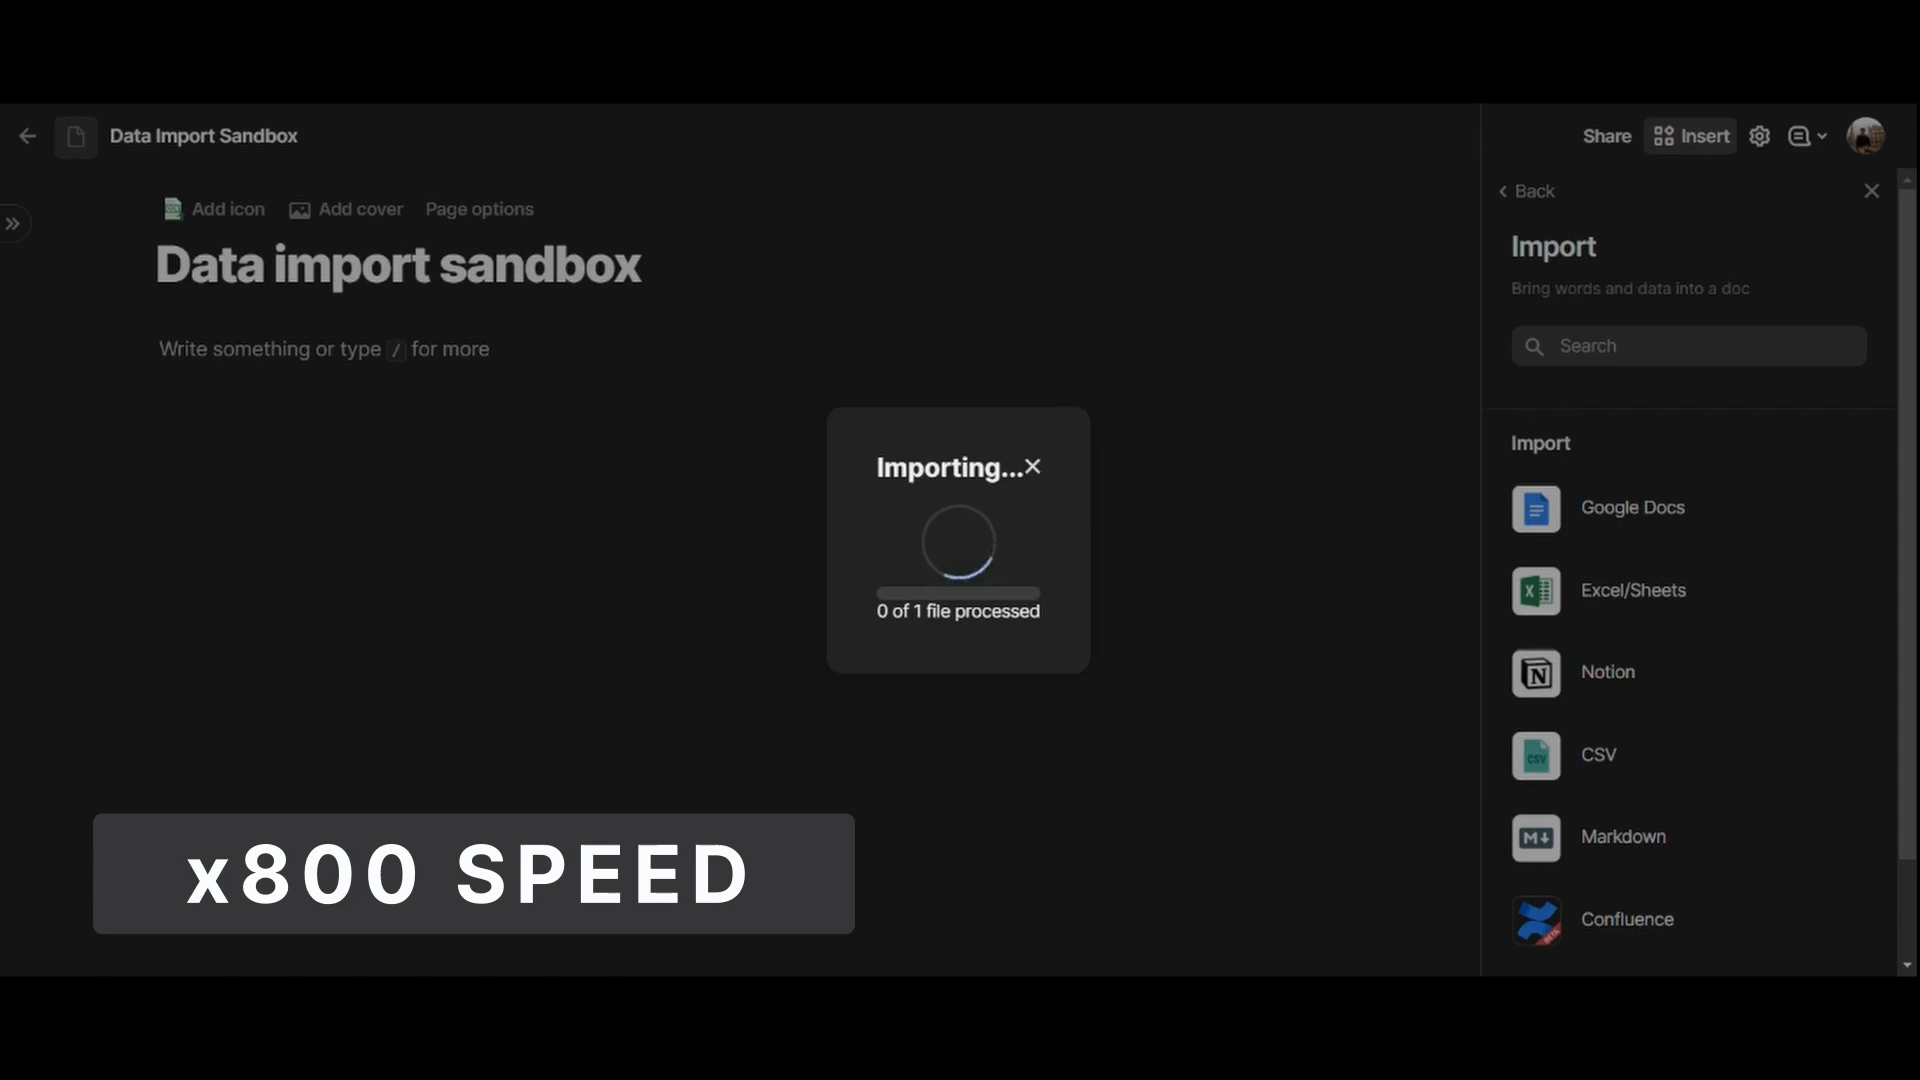 Data Import Sandbox
Share
Insert
Add icon
Add cover
Page options
Data import sandbox
Write something or type / for more
Back
Import
Bring words and data into a doc
Search
Importing...
0 of 1 file processed
Import
Google Docs
Excel/Sheets
Notion
CSV
CSV
Markdown
Confluence
BETA
x800 SPEED